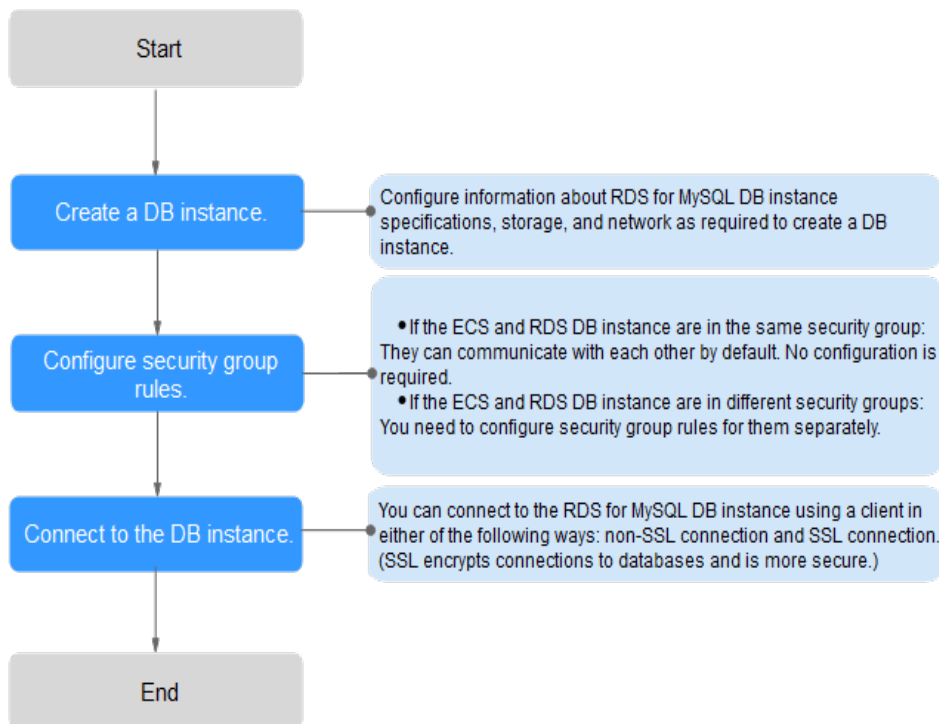 Start
Create a DB instance.
Configure information about RDS for MySQL DB instance
specifications, storage, and network as required to create a DB
instance.
Configure security group
rules.
● If the ECS and RDS DB instance are in the same security group:
They can communicate with each other by default. No configuration is
required.
● If the ECS and RDS DB instance are in different security groups:
You need to configure security group rules for them separately.
Connect to the DB instance.
You can connect to the RDS for MySQL DB instance using a client in
either of the following ways: non-SSL connection and SSL connection.
(SSL encrypts connections to databases and is more secure.)
End